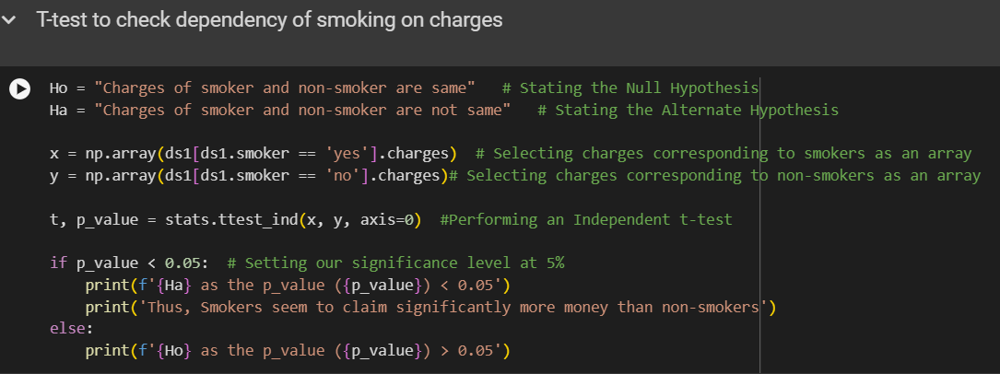 T-test to check dependency of smoking on charges
Ho = "Charges of smoker and non-smoker are same"   # Stating the Null Hypothesis
Ha = "Charges of smoker and non-smoker are not same"   # Stating the Alternate Hypothesis
x = np.array(ds1[ds1.smoker == 'yes'].charges)  # Selecting charges corresponding to smokers as an array
y = np.array(ds1[ds1.smoker == 'no'].charges)# Selecting charges corresponding to non-smokers as an array
t, p_value = stats.ttest_ind(x, y, axis=0)  #Performing an Independent t-test
if p_value < 0.05:  # Setting our significance level at 5%
    print(f'{Ha} as the p_value ({p_value}) < 0.05')
    print('Thus, Smokers seem to claim significantly more money than non-smokers')
else:
    print(f'{Ho} as the p_value ({p_value}) > 0.05')